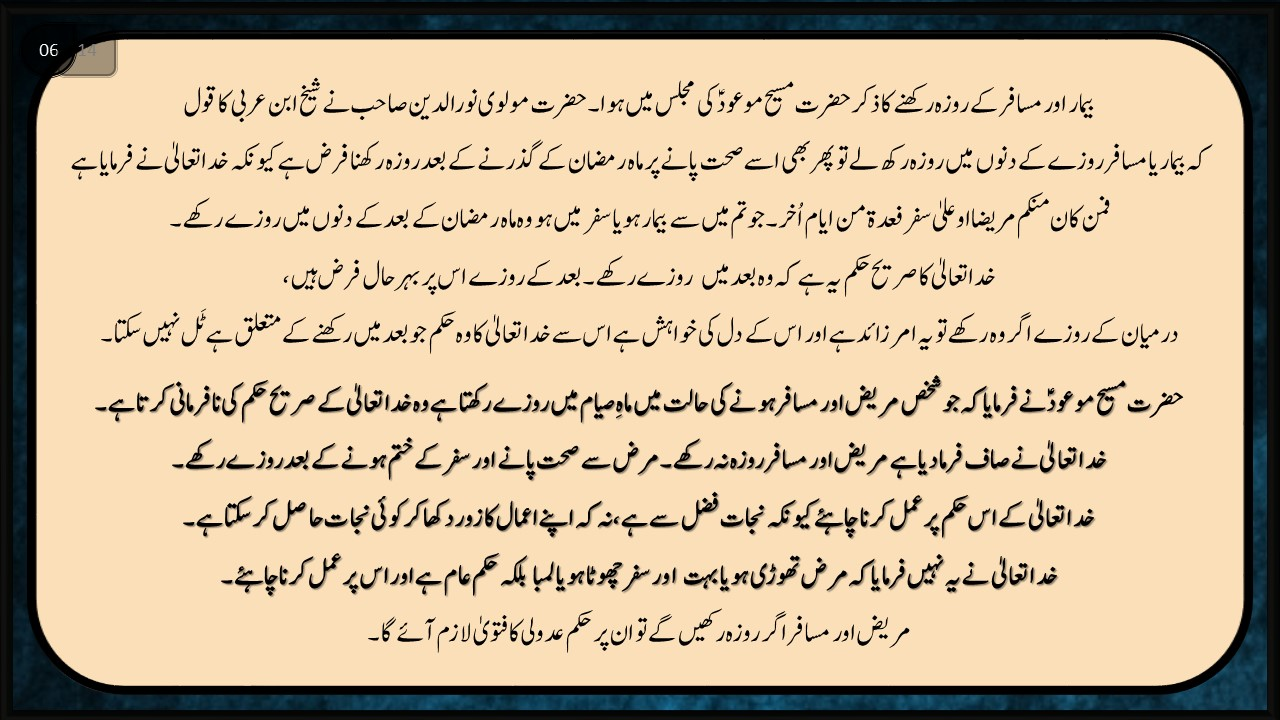 06 14
بیمار اور مسافر کے روزہ رکھنے کا ذکر حضرت مسیح موعودؑ کی مجلس میں ہوا۔ حضرت مولوی نورالدین صاحب نے شیخ ابن عربی کا قول
کہ بیمار یا مسافر روزے کے دنوں میں روزہ رکھ لے تو پھر بھی اسے صحت پانے پر ماہ رمضان کے گذرنے کے بعد روزہ رکھنا فرض ہے کیونکہ خدا تعالیٰ نے فرمایا ہے
فمن کان منکم مریضا او علیٰ سفر فعدۃ من ایام اُخر۔ جو تم میں سے بیمار ہو یا سفر میں ہو وہ ماہ رمضان کے بعد کے دنوں میں روزے رکھے۔
خدا تعالیٰ کا صریح حکم یہ ہے کہ وہ بعد میں روزے رکھے۔ بعد کے روزے اس پر بہرحال فرض ہیں،
درمیان کے روزے اگر وہ رکھے تو یہ امر زائد ہے اور اس کے دل کی خواہش ہے اس سے خدا تعالیٰ کا وہ حکم جو بعد میں رکھنے کے متعلق ہے ٹَل نہیں سکتا۔
حضرت مسیح موعودؑ نے فرمایا کہ جو شخص مریض اور مسافر ہونے کی حالت میں ماہِ صیام میں روزے رکھتا ہے وہ خدا تعالیٰ کے صریح حکم کی نافرمانی کرتا ہے۔
خدا تعالیٰ نے صاف فرما دیا ہے مریض اور مسافر روزہ نہ رکھے۔ مرض سے صحت پانے اور سفر کے ختم ہونے کے بعد روزے رکھے۔
خدا تعالیٰ کے اس حکم پر عمل کرنا چاہئے کیونکہ نجات فضل سے ہے، نہ کہ اپنے اعمال کا زور دکھا کر کوئی نجات حاصل کر سکتا ہے۔
خدا تعالیٰ نے یہ نہیں فرمایا کہ مرض تھوڑی ہو یا بہت اور سفر چھوٹا ہو یا لمبا بلکہ حکم عام ہے اور اس پر عمل کرنا چاہئے۔
مریض اور مسافر اگر روزہ رکھیں گے تو ان پر حکم عدولی کا فتویٰ لازم آئے گا۔